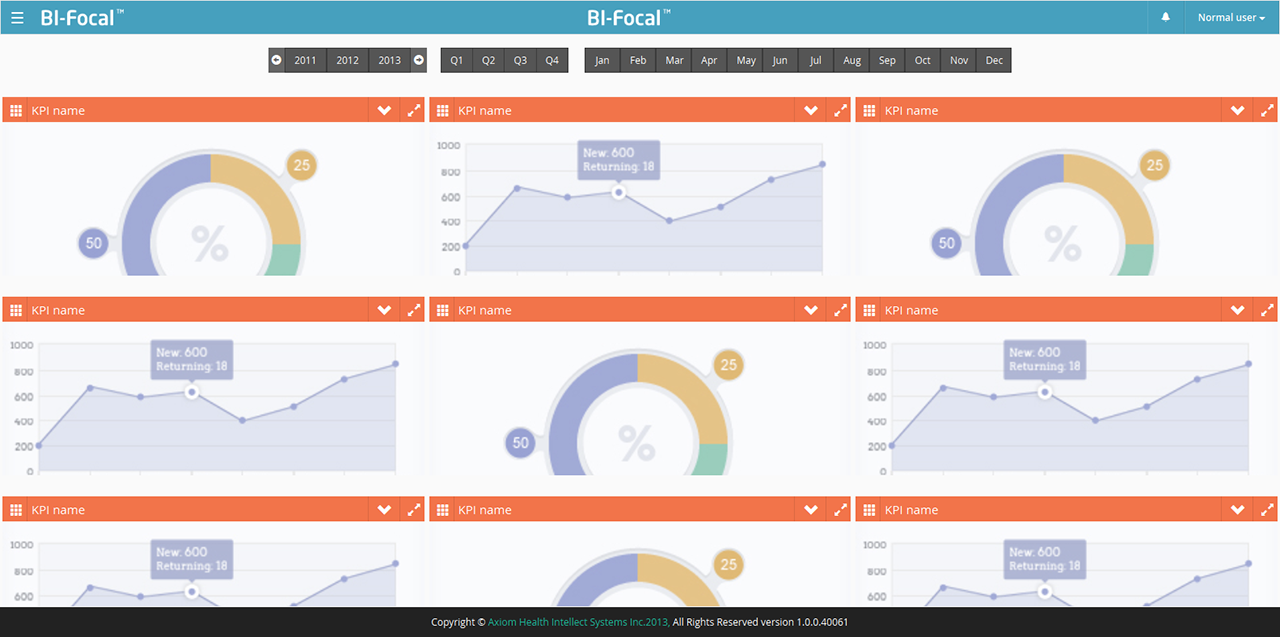 ☰ BI-Focal™ BI-Focal™ Normal user
2011 2012 2013 Q1 Q2 Q3 Q4 Jan Feb Mar Apr May Jun Jul Aug Sep Oct Nov Dec
KPI name
50
25
%
KPI name
1000
800
600
400
200
0
New: 600
Returning: 18
KPI name
50
25
%
KPI name
1000
800
600
400
200
0
New: 600
Returning: 18
KPI name
50
25
%
KPI name
1000
800
600
400
200
0
New: 600
Returning: 18
KPI name
1000
800
600
New: 600
Returning: 18
KPI name
25
KPI name
1000
800
600
New: 600
Returning: 18
Copyright © Axiom Health Intellect Systems Inc.2013, All Rights Reserved version 1.0.0.40061